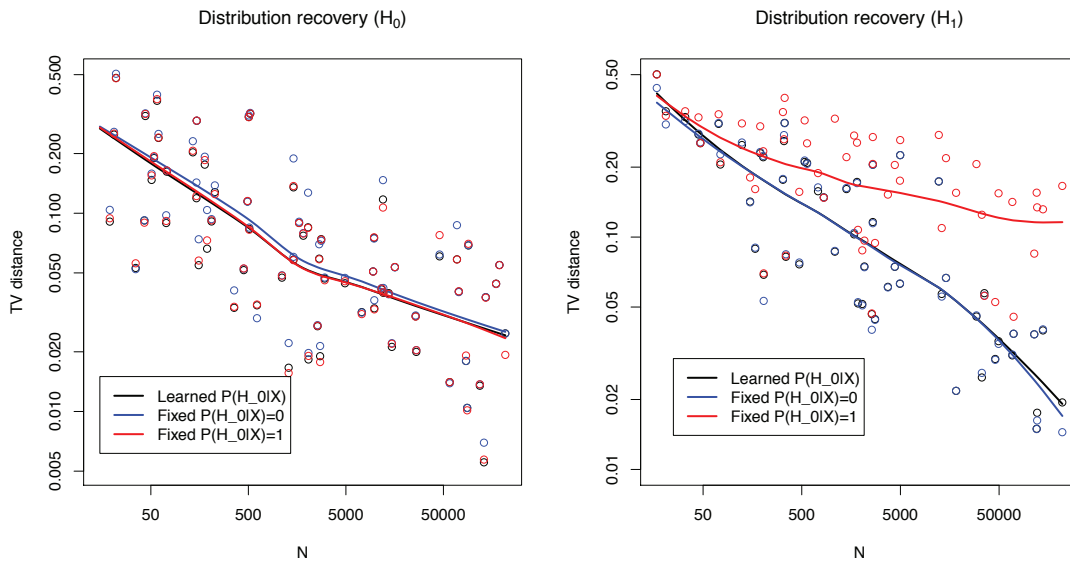 Distribution recovery (H0)
TV distance
0.500
0.200
0.100
0.050
0.020
0.010
0.005
Learned P(H_0|X)
Fixed P(H_0|X)=0
Fixed P(H_0|X)=1
50
500
5000
50000
N
Distribution recovery (H1)
TV distance
0.50
0.20
0.10
0.05
0.02
0.01
Learned P(H_0|X)
Fixed P(H_0|X)=0
Fixed P(H_0|X)=1
50
500
5000
50000
N